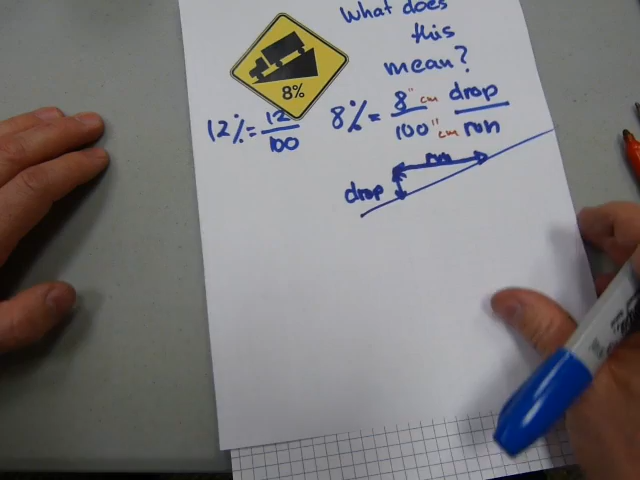 What does
this
mean?
8%
12%=12/100
8%= 8" cm/100" cm drop/run
run
drop